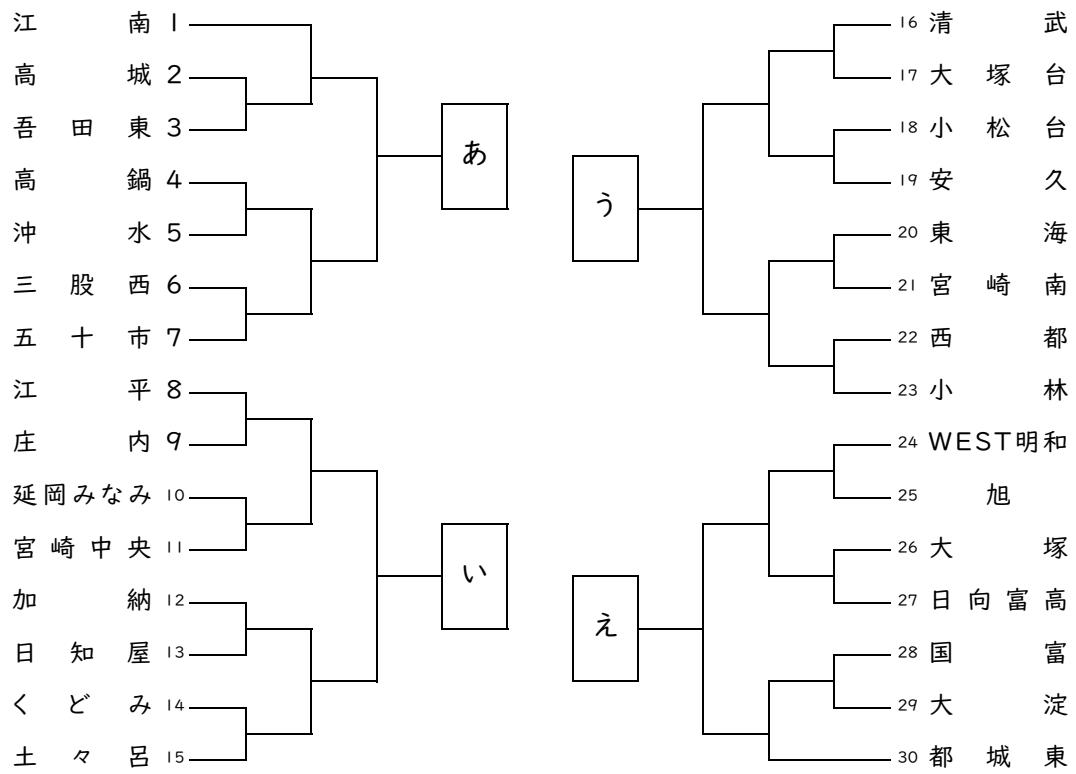 江南 1
高城 2
吾田東 3
高鍋 4
沖水 5
三股西 6
五十市 7
江平 8
庄内 9
延岡みなみ 10
宮崎中央 11
加納 12
日知屋 13
くどみ 14
土々呂 15
あ
い
う
え
16 清武
17 大塚台
18 小松台
19 安久
20 東海
21 宮崎南
22 西都
23 小林
24 WEST明和
25 旭
26 大塚
27 日向富高
28 国富
29 大淀
30 都城東